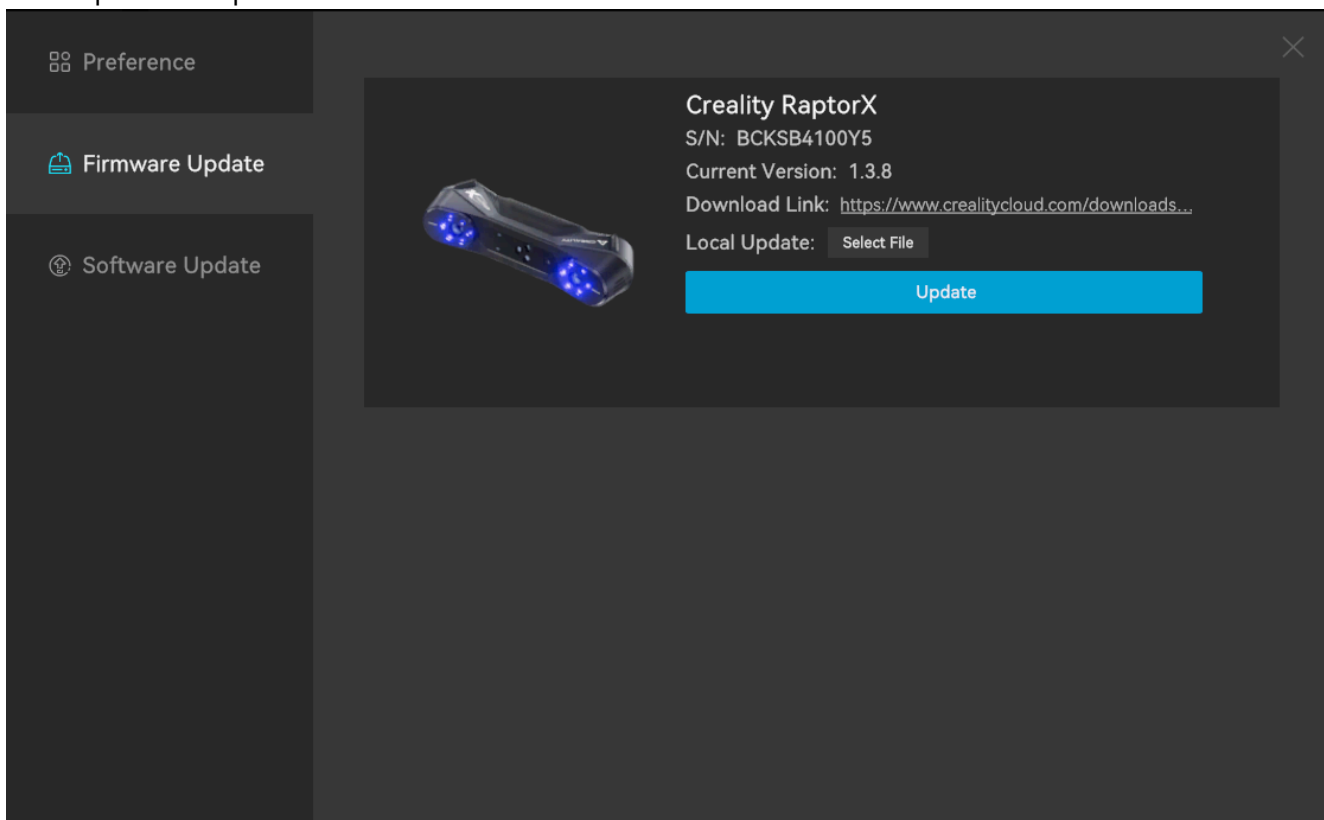 Preference
Firmware Update
Software Update
Creality RaptorX
S/N: BCKSB4100Y5
Current Version: 1.3.8
Download Link: https://www.crealitycloud.com/downloads...
Local Update: Select File
Update